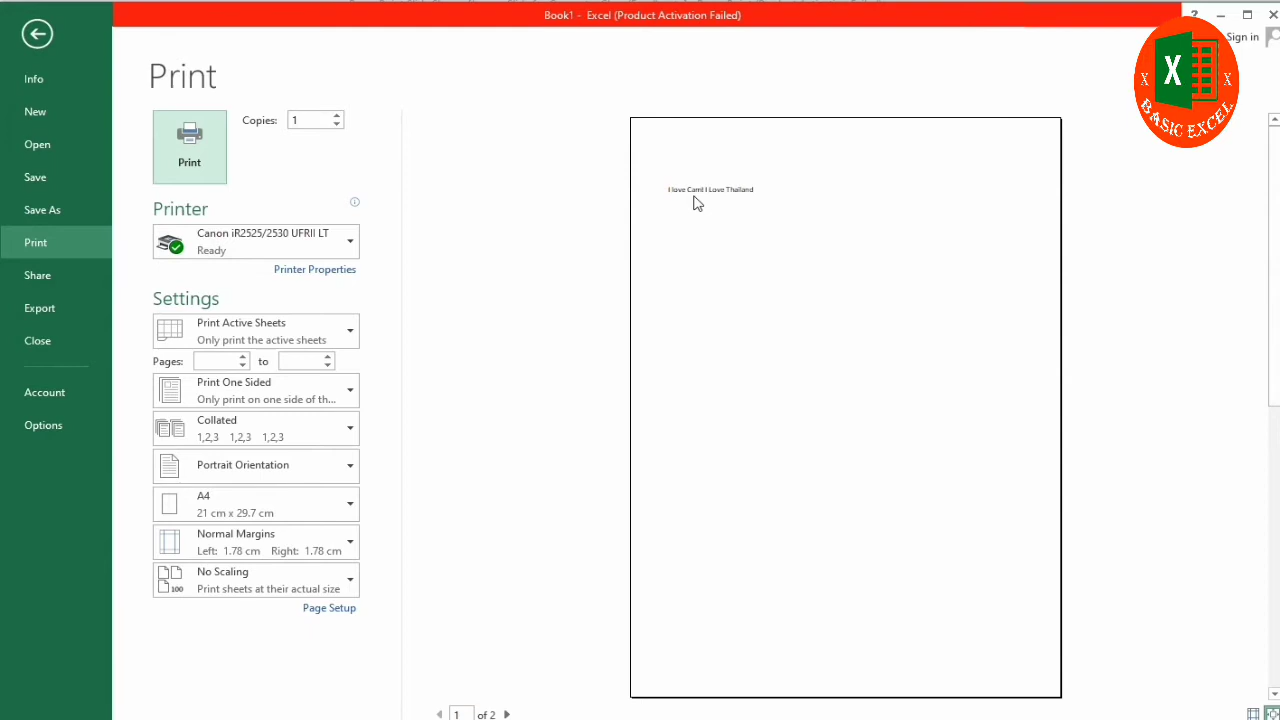 Book1 - Excel (Product Activation Failed)
?
Sign in
X
X X
BASIC EXCEL
Info
New
Open
Save
Save As
Print
Share
Export
Close
Account
Options
Print
Print
Copies: 1
Printer
Canon iR2525/2530 UFRII LT
Ready
Printer Properties
Settings
Print Active Sheets
Only print the active sheets
Pages: to
Print One Sided
Only print on one side of th...
Collated
1,2,3 1,2,3 1,2,3
Portrait Orientation
A4
21 cm x 29.7 cm
Normal Margins
Left: 1.78 cm Right: 1.78 cm
No Scaling
100 Print sheets at their actual size
Page Setup
I love Caml I Love Thailand
1 of 2